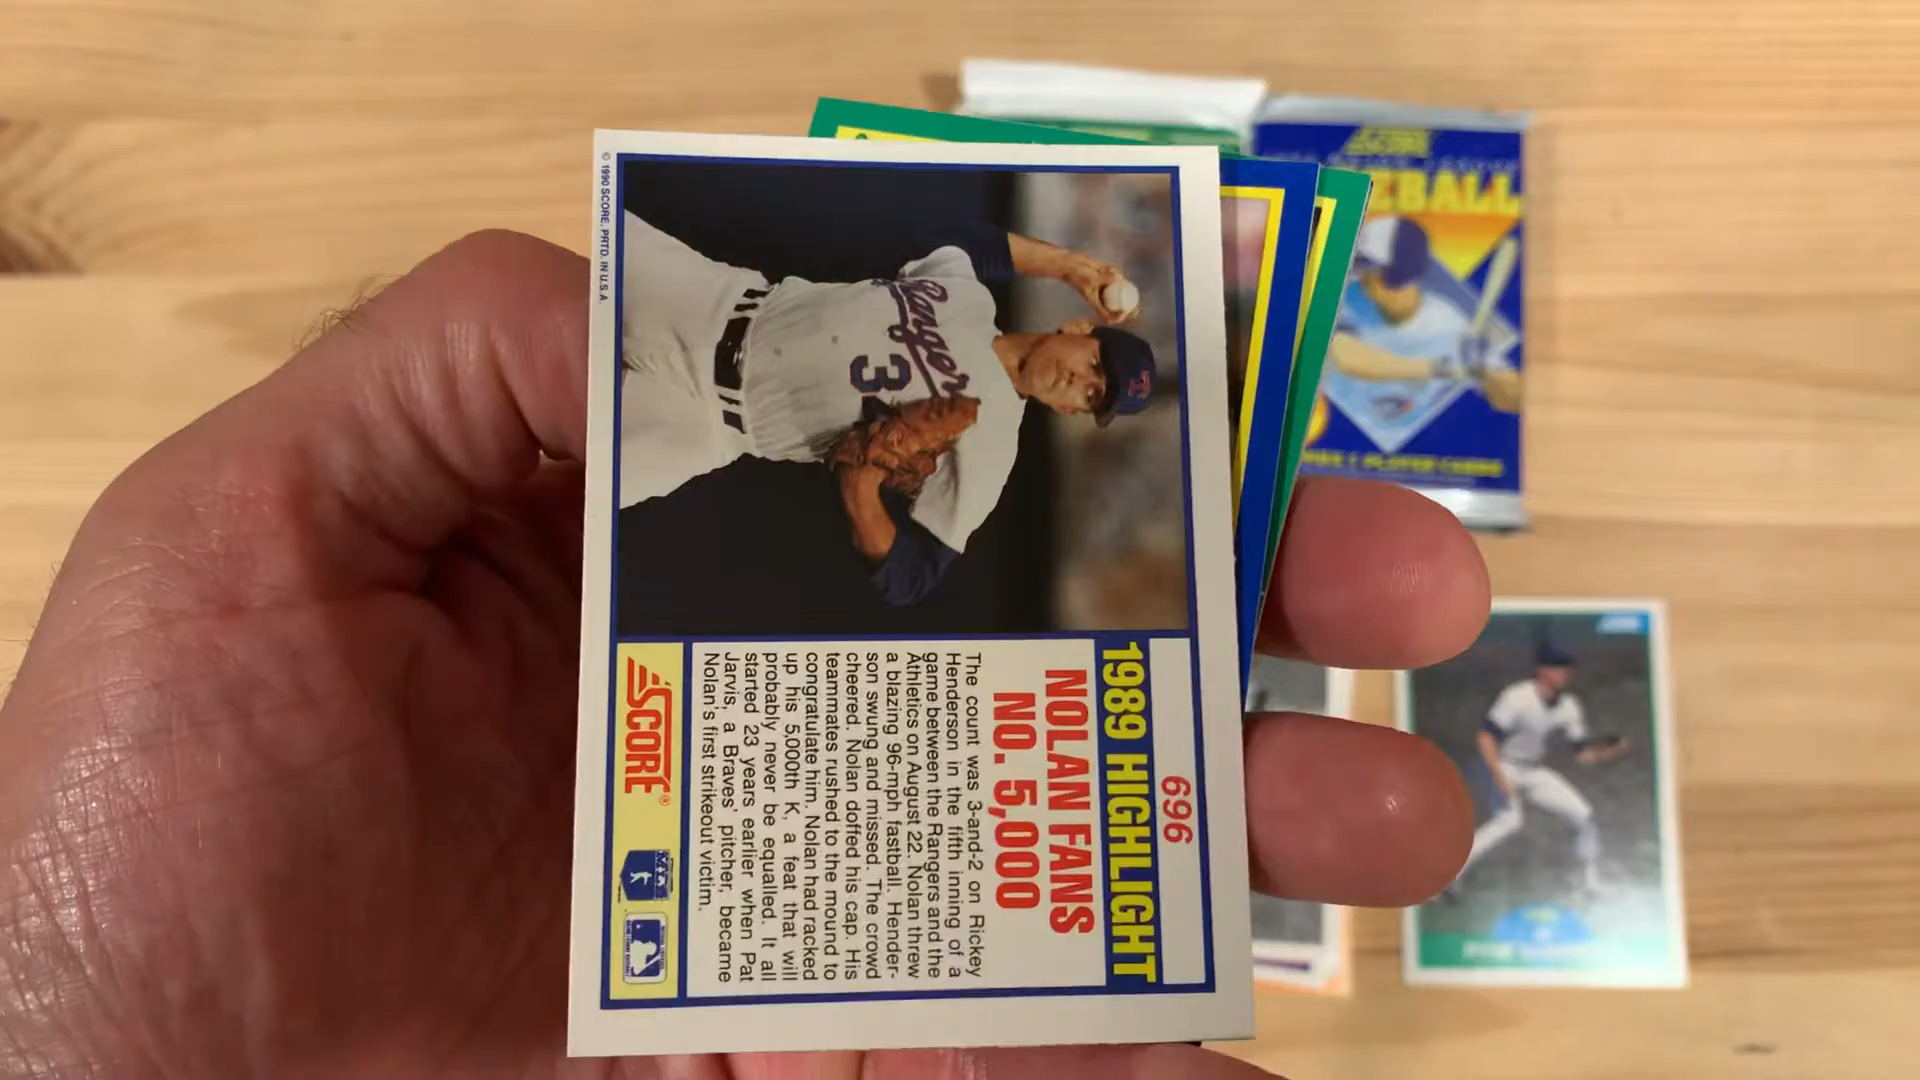 696
1989 HIGHLIGHT
NOLAN FANS
NO. 5,000
The count was 3-and-2 on Rickey
Henderson in the fifth inning of a
game between the Rangers and the
Athletics on August 22. Nolan threw
a blazing 96-mph fastball. Hender-
son swung and missed. The crowd
cheered. Nolan doffed his cap. His
teammates rushed to the mound to
congratulate him. Nolan had racked
up his 5,000th K, a feat that will
probably never be equalled. It all
started 23 years earlier when Pat
Jarvis, a Braves' pitcher, became
Nolan's first strikeout victim.
SCORE®
© 1990 SCORE, PRTD. IN U.S.A.
Ranger
3
T
SCORE
EBALL
PLAYER CARDS